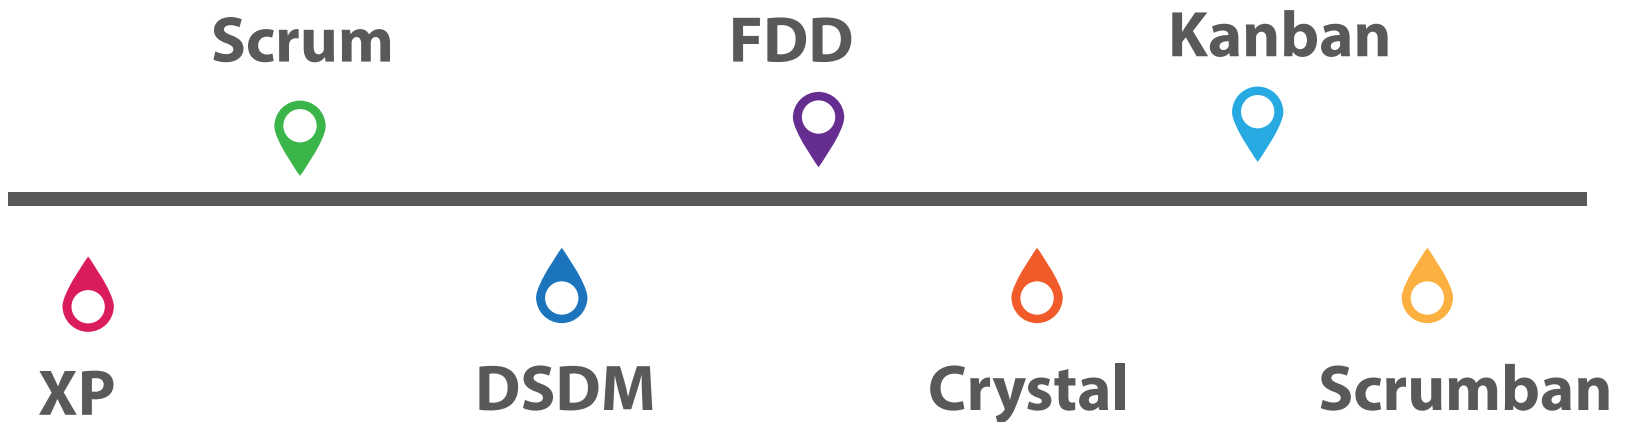 Scrum
FDD
Kanban
XP
DSDM
Crystal
Scrumban